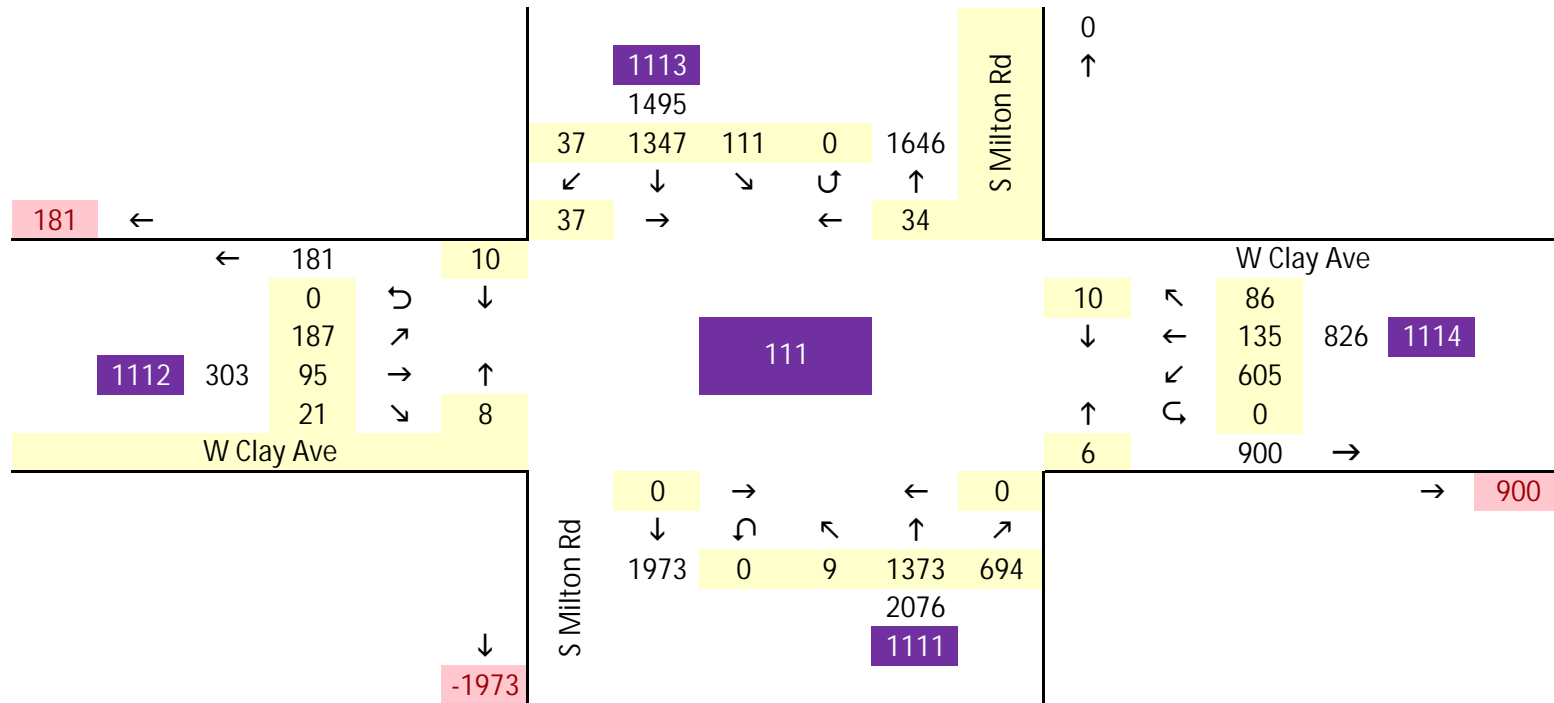 0
1113 ↑
1495
37 1347 111 0 1646
S Milton Rd
↙ ↓ ↘ ⮍ ↑
181 ← 37 → ← 34
← 181 10 W Clay Ave
0 ⮌ ↓ 10 ↖ 86
187 ↗ 111 ↓ ← 135 826 1114
1112 303 95 → ↑ ↙ 605
21 ↘ 8 ↑ ⮎ 0
W Clay Ave 6 900 →
0 → ← 0 → 900
S Milton Rd
↓ ⮏ ↖ ↑ ↗
1973 0 9 1373 694
2076
↓ 1111
-1973